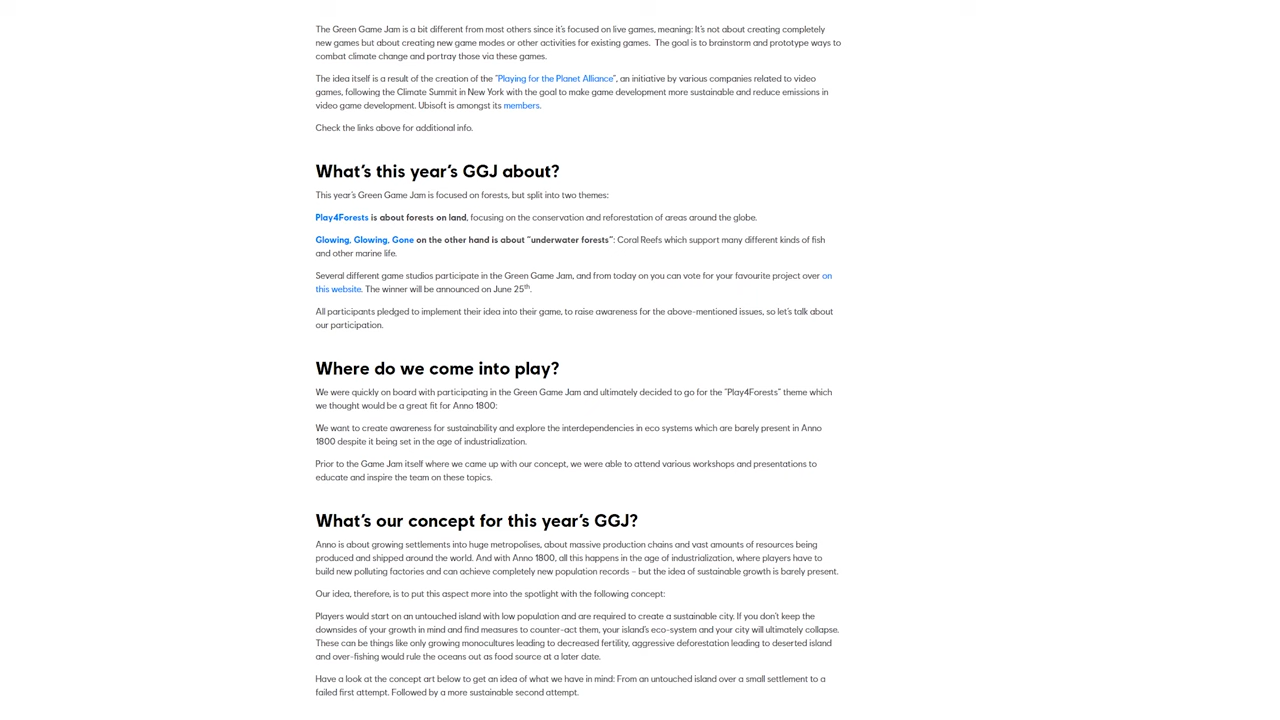 The Green Game Jam is a bit different from most others since it's focused on live games, meaning: It's not about creating completely
new games but about creating new game modes or other activities for existing games.  The goal is to brainstorm and prototype ways to
combat climate change and portray those via these games.
The idea itself is a result of the creation of the "Playing for the Planet Alliance", an initiative by various companies related to video
games, following the Climate Summit in New York with the goal to make game development more sustainable and reduce emissions in
video game development. Ubisoft is amongst its members.
Check the links above for additional info.
What's this year's GGJ about?
This year's Green Game Jam is focused on forests, but split into two themes:
Play4Forests is about forests on land, focusing on the conservation and reforestation of areas around the globe.
Glowing, Glowing, Gone on the other hand is about "underwater forests": Coral Reefs which support many different kinds of fish
and other marine life.
Several different game studios participate in the Green Game Jam, and from today on you can vote for your favourite project over on
this website. The winner will be announced on June 25th.
All participants pledged to implement their idea into their game, to raise awareness for the above-mentioned issues, so let's talk about
our participation.
Where do we come into play?
We were quickly on board with participating in the Green Game Jam and ultimately decided to go for the "Play4Forests" theme which
we thought would be a great fit for Anno 1800:
We want to create awareness for sustainability and explore the interdependencies in eco systems which are barely present in Anno
1800 despite it being set in the age of industrialization.
Prior to the Game Jam itself where we came up with our concept, we were able to attend various workshops and presentations to
educate and inspire the team on these topics.
What's our concept for this year's GGJ?
Anno is about growing settlements into huge metropolises, about massive production chains and vast amounts of resources being
produced and shipped around the world. And with Anno 1800, all this happens in the age of industrialization, where players have to
build new polluting factories and can achieve completely new population records – but the idea of sustainable growth is barely present.
Our idea, therefore, is to put this aspect more into the spotlight with the following concept:
Players would start on an untouched island with low population and are required to create a sustainable city. If you don't keep the
downsides of your growth in mind and find measures to counter-act them, your island's eco-system and your city will ultimately collapse.
These can be things like only growing monocultures leading to decreased fertility, aggressive deforestation leading to deserted island
and over-fishing would rule the oceans out as food source at a later date.
Have a look at the concept art below to get an idea of what we have in mind: From an untouched island over a small settlement to a
failed first attempt. Followed by a more sustainable second attempt.